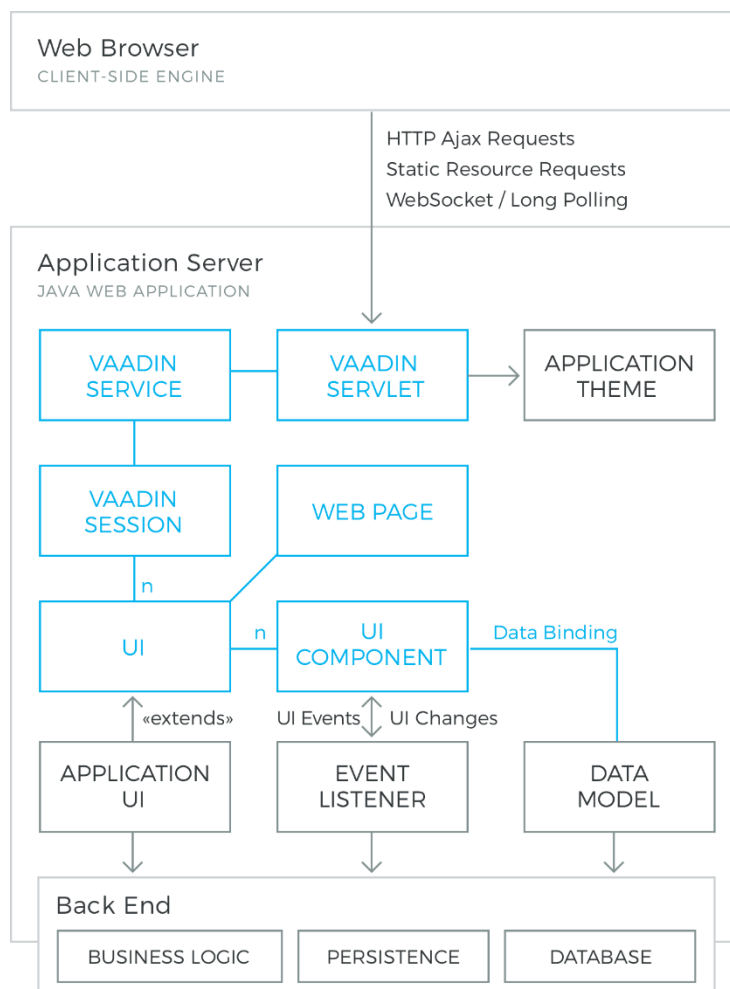 Web Browser
CLIENT-SIDE ENGINE
HTTP Ajax Requests
Static Resource Requests
WebSocket / Long Polling
Application Server
JAVA WEB APPLICATION
VAADIN
SERVICE
VAADIN
SERVLET
APPLICATION
THEME
VAADIN
SESSION
WEB PAGE
n
UI
n
UI
COMPONENT
Data Binding
«extends»
UI Events
UI Changes
APPLICATION
UI
EVENT
LISTENER
DATA
MODEL
Back End
BUSINESS LOGIC
PERSISTENCE
DATABASE